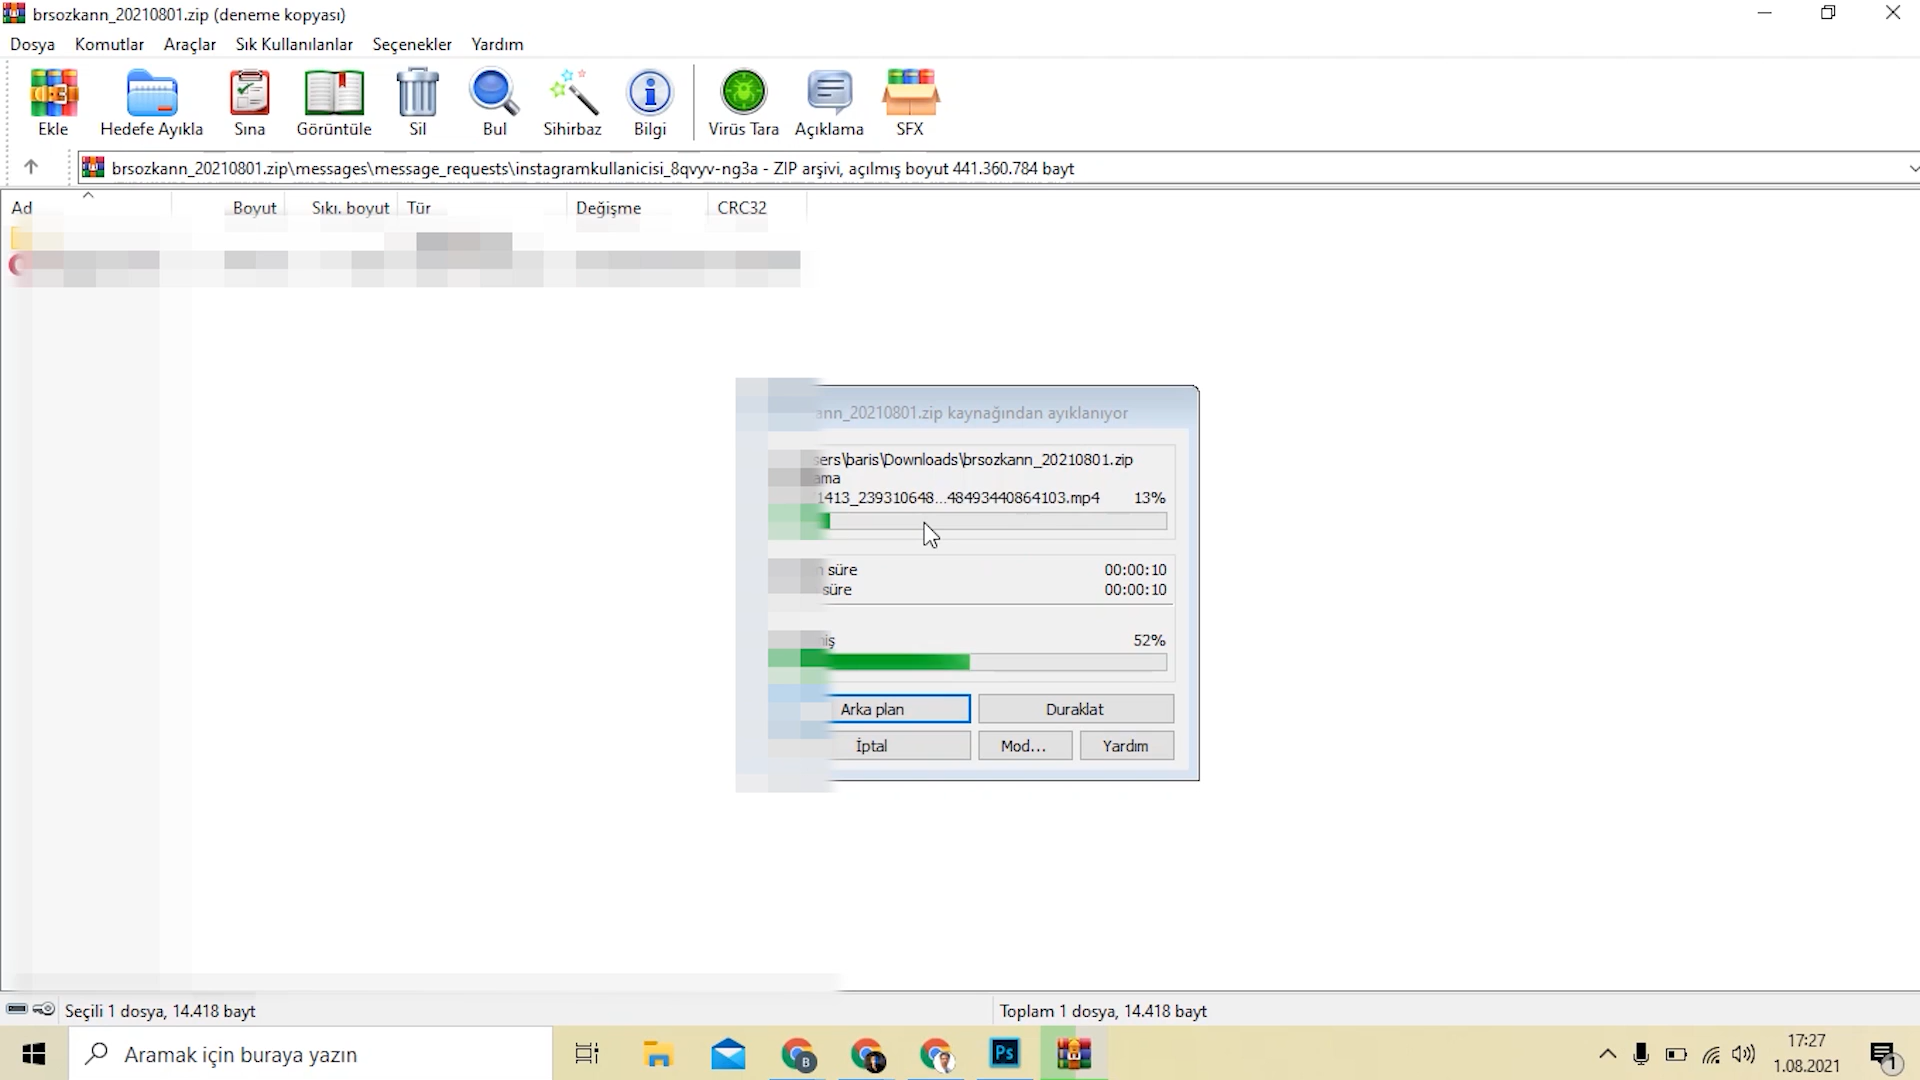 brsozkann_20210801.zip (deneme kopyası)
Dosya Komutlar Araçlar Sık Kullanılanlar Seçenekler Yardım
Ekle Hedefe Ayıkla Sına Görüntüle Sil Bul Sihirbaz Bilgi Virüs Tara Açıklama SFX
brsozkann_20210801.zip\messages\message_requests\instagramkullanicisi_8qvyv-ng3a - ZIP arşivi, açılmış boyut 441.360.784 bayt
Ad Boyut Sıkı. boyut Tür Değişme CRC32
ann_20210801.zip kaynağından ayıklanıyor
sers\baris\Downloads\brsozkann_20210801.zip
ama
1413_239310648...48493440864103.mp4 13%
n süre 00:00:10
süre 00:00:10
iş 52%
Arka plan Duraklat
İptal Mod... Yardım
Seçili 1 dosya, 14.418 bayt Toplam 1 dosya, 14.418 bayt
Aramak için buraya yazın
B
Ps
17:27
1.08.2021
1